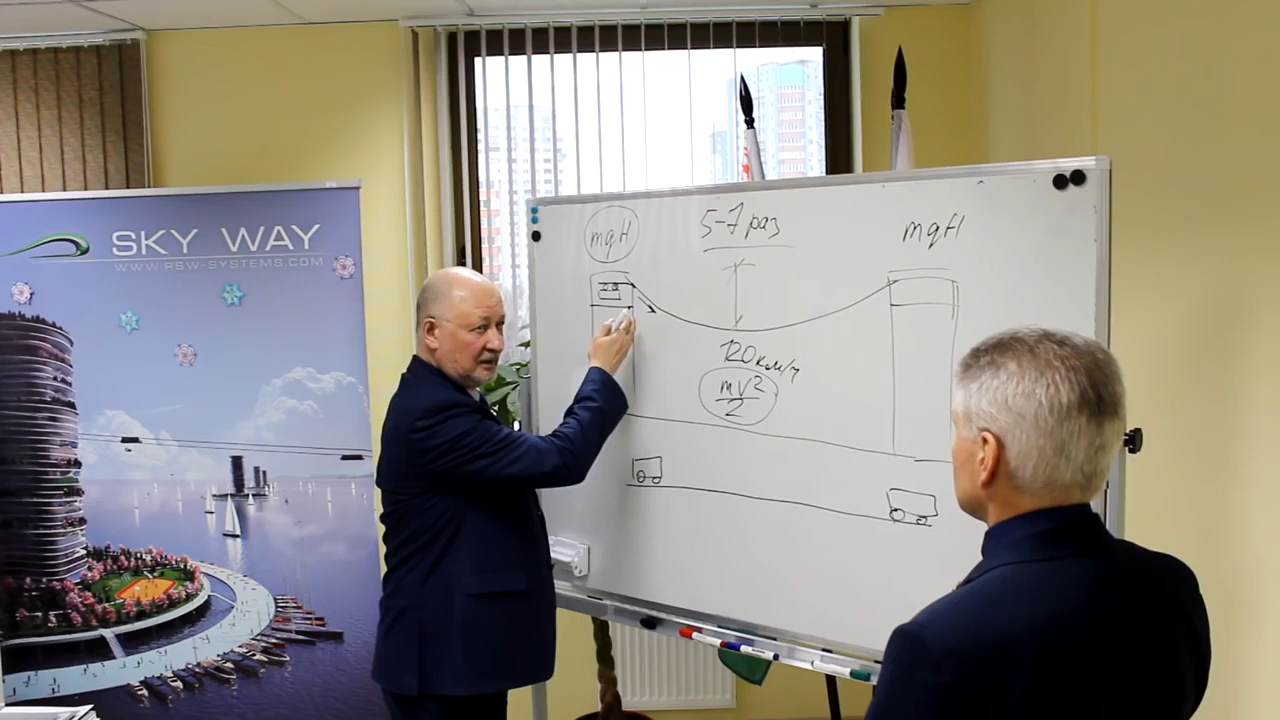 SKY WAY
WWW.RSW-SYSTEMS.COM
mgH
5-7 раз
mgH
120 км/ч
mv²
2